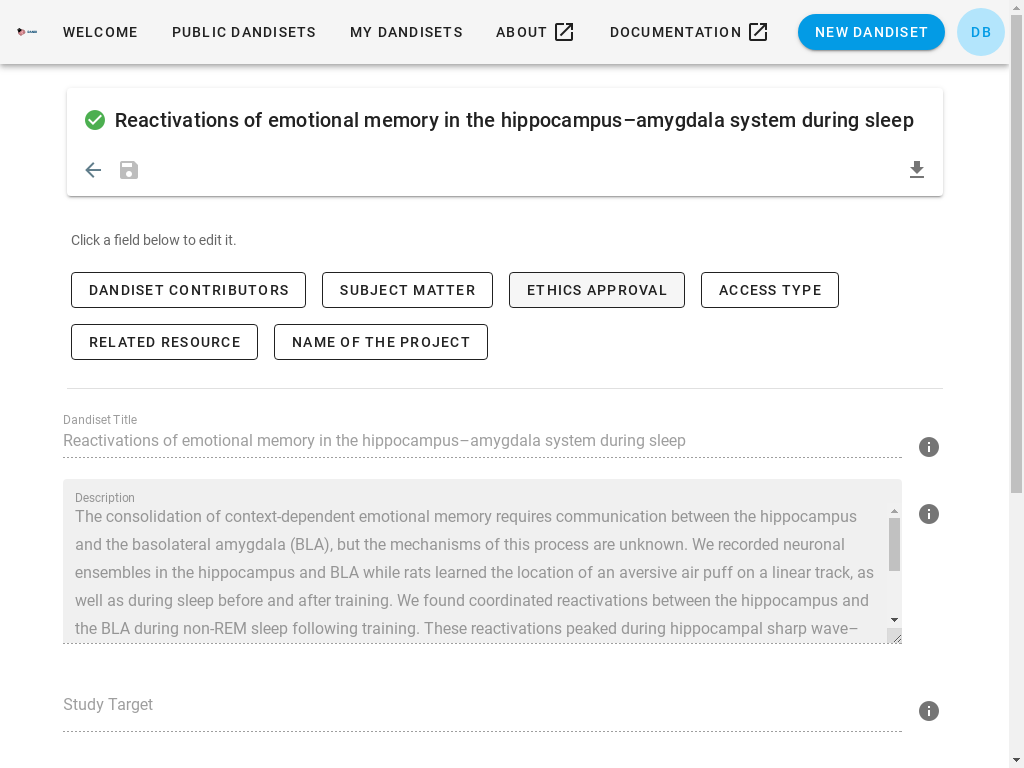 WELCOME PUBLIC DANDISETS MY DANDISETS ABOUT DOCUMENTATION NEW DANDISET DB
Reactivations of emotional memory in the hippocampus–amygdala system during sleep
Click a field below to edit it.
DANDISET CONTRIBUTORS SUBJECT MATTER ETHICS APPROVAL ACCESS TYPE
RELATED RESOURCE NAME OF THE PROJECT
Dandiset Title
Reactivations of emotional memory in the hippocampus–amygdala system during sleep
Description
The consolidation of context-dependent emotional memory requires communication between the hippocampus
and the basolateral amygdala (BLA), but the mechanisms of this process are unknown. We recorded neuronal
ensembles in the hippocampus and BLA while rats learned the location of an aversive air puff on a linear track, as
well as during sleep before and after training. We found coordinated reactivations between the hippocampus and
the BLA during non-REM sleep following training. These reactivations peaked during hippocampal sharp wave–
Study Target